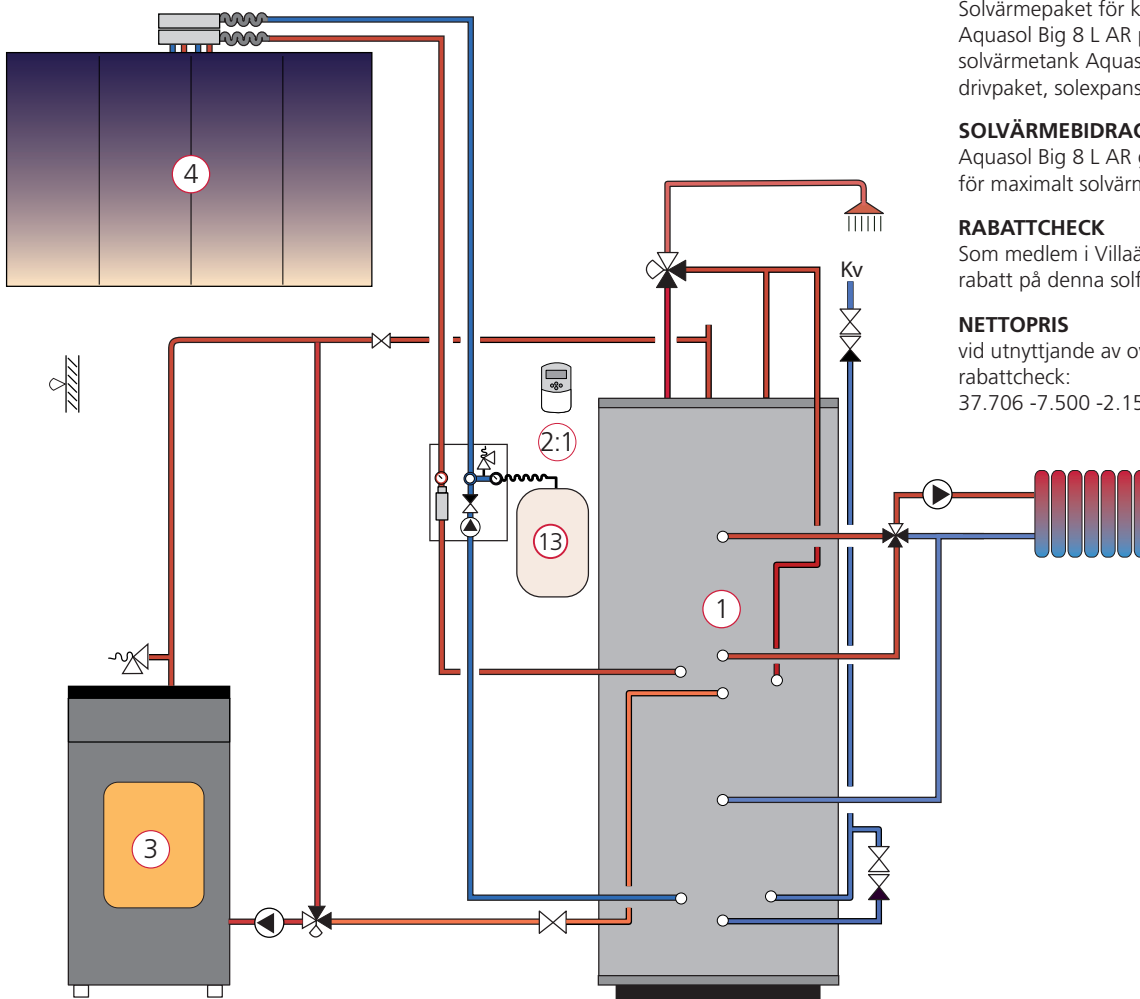 Solvärmepaket för k
Aquasol Big 8 L AR p
solvärmetank Aquas
drivpaket, solexpans
SOLVÄRMEBIDRAG
Aquasol Big 8 L AR g
för maximalt solvärm
RABATTCHECK
Som medlem i Villaä
rabatt på denna solf
NETTOPRIS
vid utnyttjande av ov
rabattcheck:
37.706 -7.500 -2.15
4
Kv
2:1
13
1
3